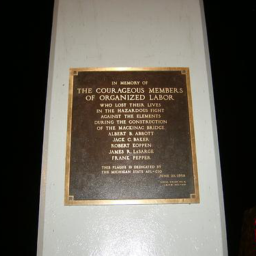 IN MEMORY OF
THE COURAGEOUS MEMBERS
OF ORGANIZED LABOR
WHO LOST THEIR LIVES
IN THE HAZARDOUS FIGHT
AGAINST THE ELEMENTS
DURING THE CONSTRUCTION
OF THE MACKINAC BRIDGE
ALBERT B. ABBOTT
JACK C. BAKER
ROBERT KOPPEN
JAMES R. LeSARGE
FRANK PEPPER
THIS PLAQUE IS DEDICATED BY
THE MICHIGAN STATE AFL-CIO